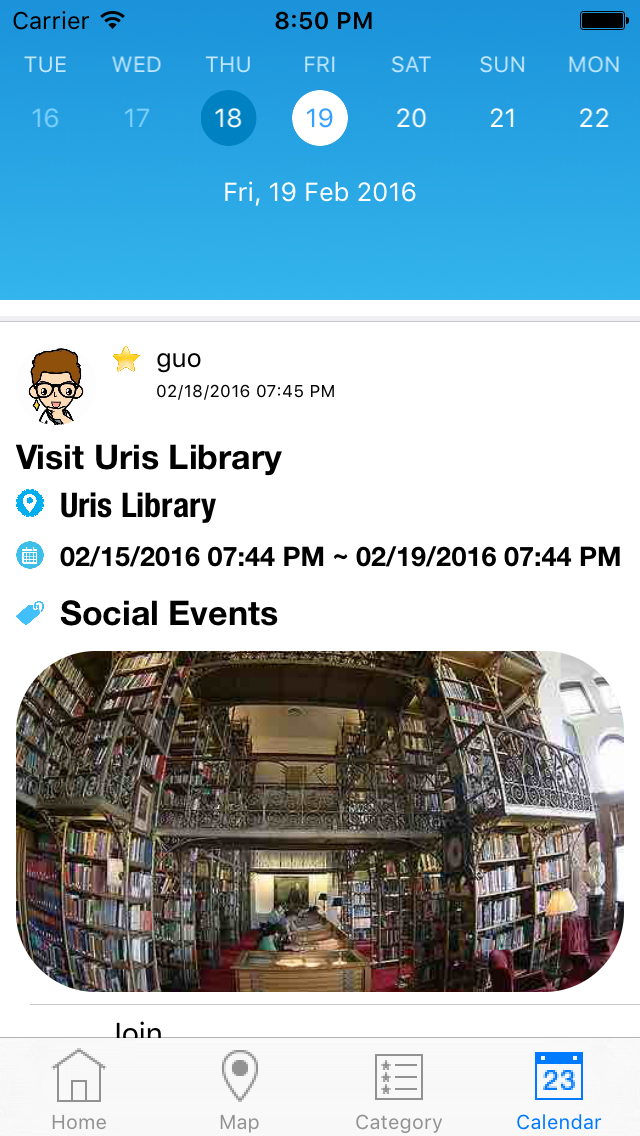 Carrier 8:50 PM
TUE WED THU FRI SAT SUN MON
16 17 18 19 20 21 22
Fri, 19 Feb 2016
guo
02/18/2016 07:45 PM
Visit Uris Library
Uris Library
02/15/2016 07:44 PM ~ 02/19/2016 07:44 PM
Social Events
Join
23
Home Map Category Calendar